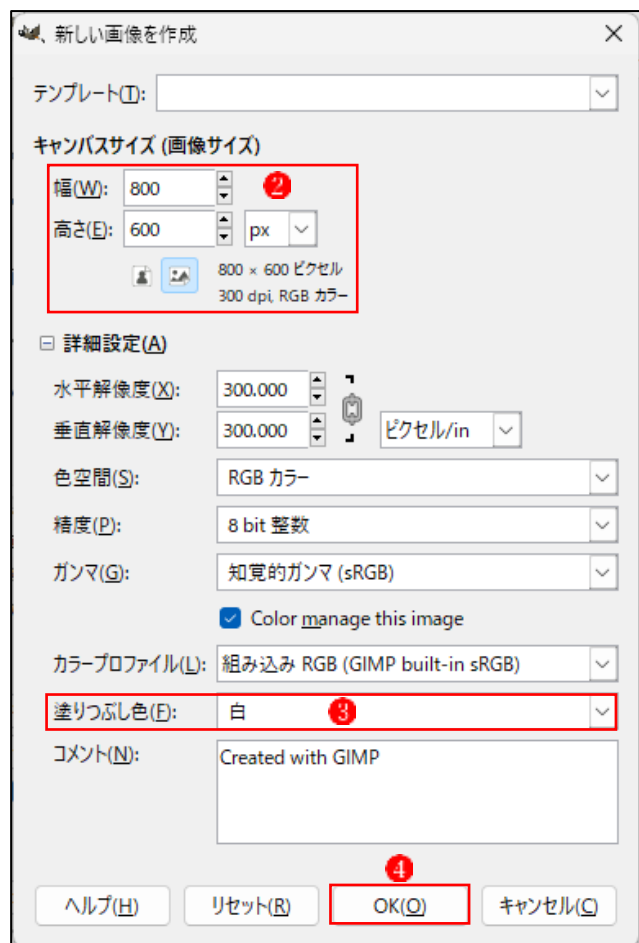 新しい画像を作成
テンプレート(T):
キャンバスサイズ (画像サイズ)
幅(W): 800 2
高さ(E): 600 px
800 × 600 ピクセル
300 dpi, RGB カラー
詳細設定(A)
水平解像度(X): 300.000
垂直解像度(Y): 300.000 ピクセル/in
色空間(S): RGB カラー
精度(P): 8 bit 整数
ガンマ(G): 知覚的ガンマ (sRGB)
Color manage this image
カラープロファイル(L): 組み込み RGB (GIMP built-in sRGB)
塗りつぶし色(F): 白 3
コメント(N): Created with GIMP
4
ヘルプ(H) リセット(R) OK(O) キャンセル(C)